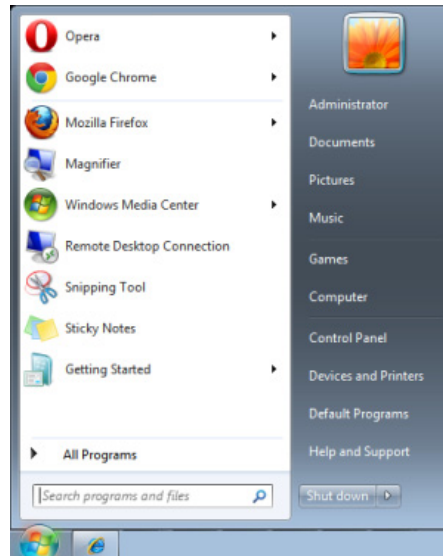 Opera
Google Chrome
Mozilla Firefox
Magnifier
Windows Media Center
Remote Desktop Connection
Snipping Tool
Sticky Notes
Getting Started
All Programs
Search programs and files
Administrator
Documents
Pictures
Music
Games
Computer
Control Panel
Devices and Printers
Default Programs
Help and Support
Shut down